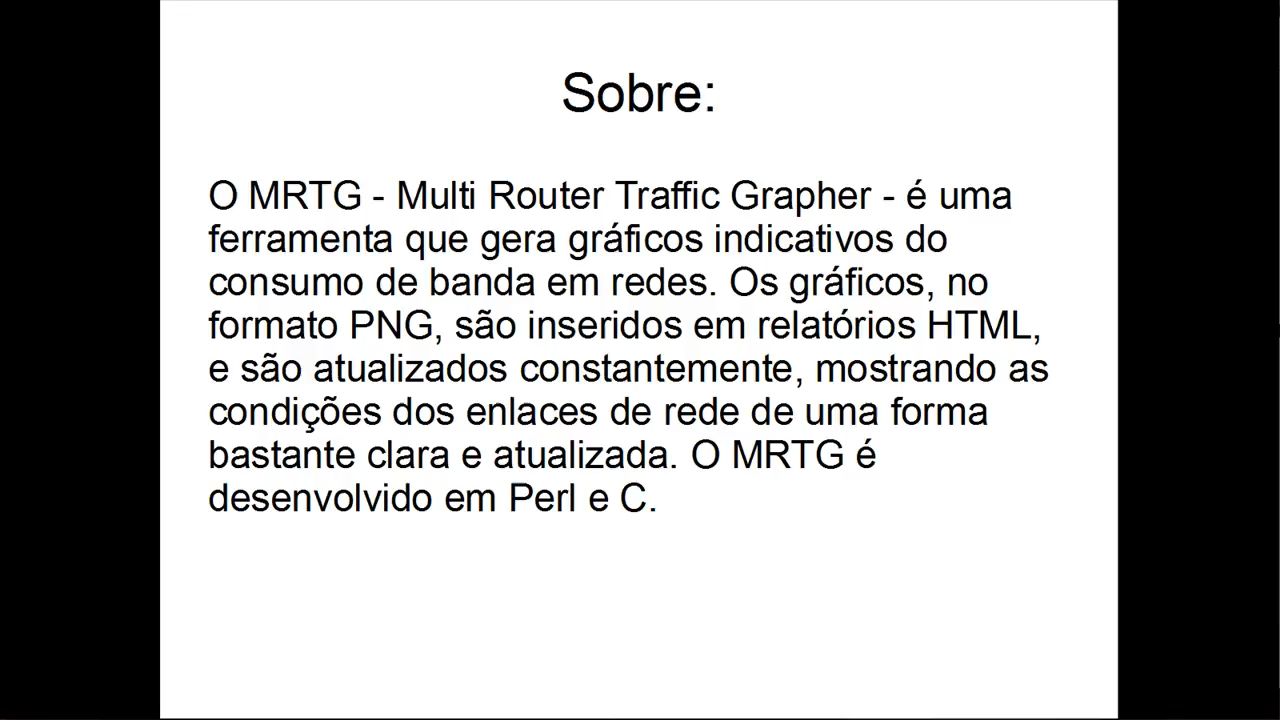 Sobre:
O MRTG - Multi Router Traffic Grapher - é uma
ferramenta que gera gráficos indicativos do
consumo de banda em redes. Os gráficos, no
formato PNG, são inseridos em relatórios HTML,
e são atualizados constantemente, mostrando as
condições dos enlaces de rede de uma forma
bastante clara e atualizada. O MRTG é
desenvolvido em Perl e C.